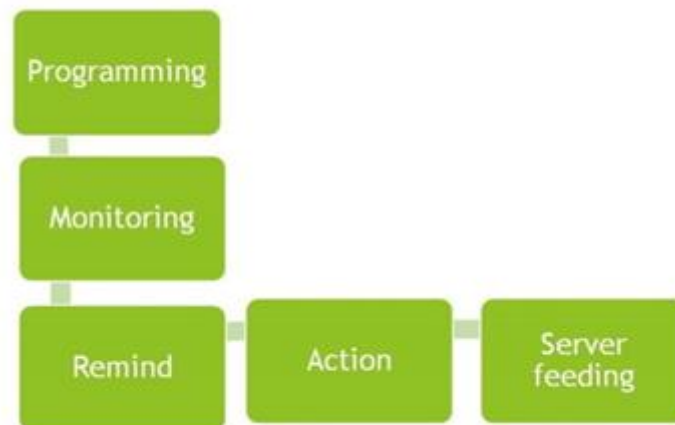 Programming
Monitoring
Remind
Action
Server
feeding